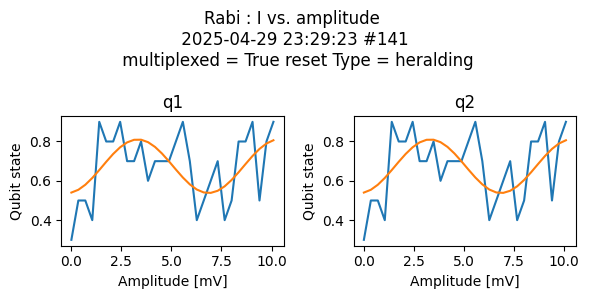 Rabi : I vs. amplitude
2025-04-29 23:29:23 #141
multiplexed = True reset Type = heralding
q1 q2
Qubit state Qubit state
0.8 0.8
0.6 0.6
0.4 0.4
0.0 2.5 5.0 7.5 10.0 0.0 2.5 5.0 7.5 10.0
Amplitude [mV] Amplitude [mV]